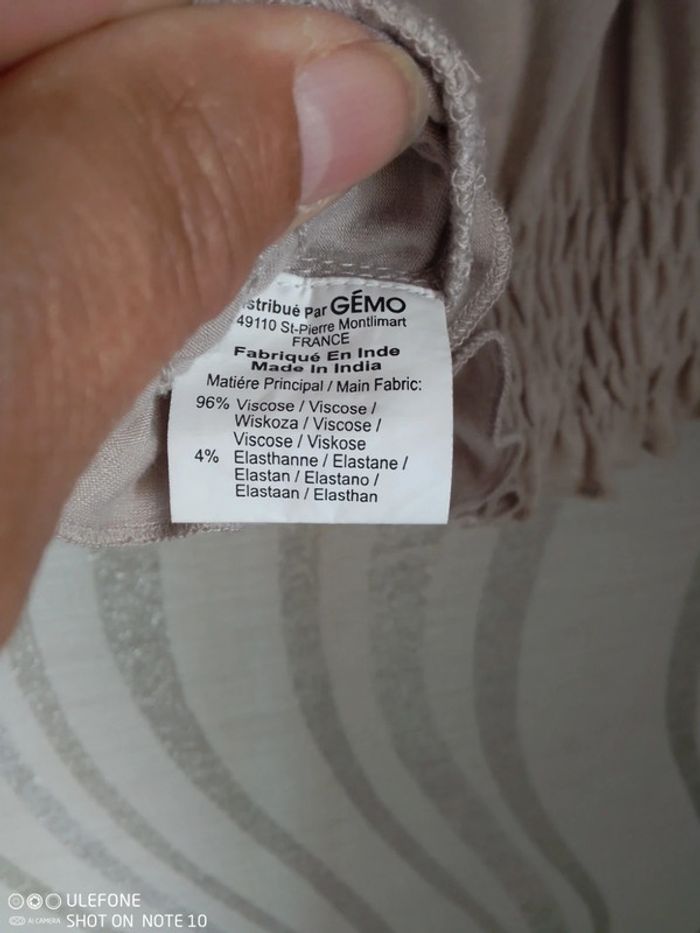 Par GÉMO
49110 St-Pierre Montlimart
FRANCE
Fabriqué En Inde
Made In India
Matiére Principal / Main Fabric:
96% Viscose / Viscose /
Wiskoza / Viscose /
Viscose / Viskose
4% Elasthanne / Elastane /
Elastan / Elastano /
Elastaan / Elasthan
ULEFONE
AI CAMERA SHOT ON NOTE 10